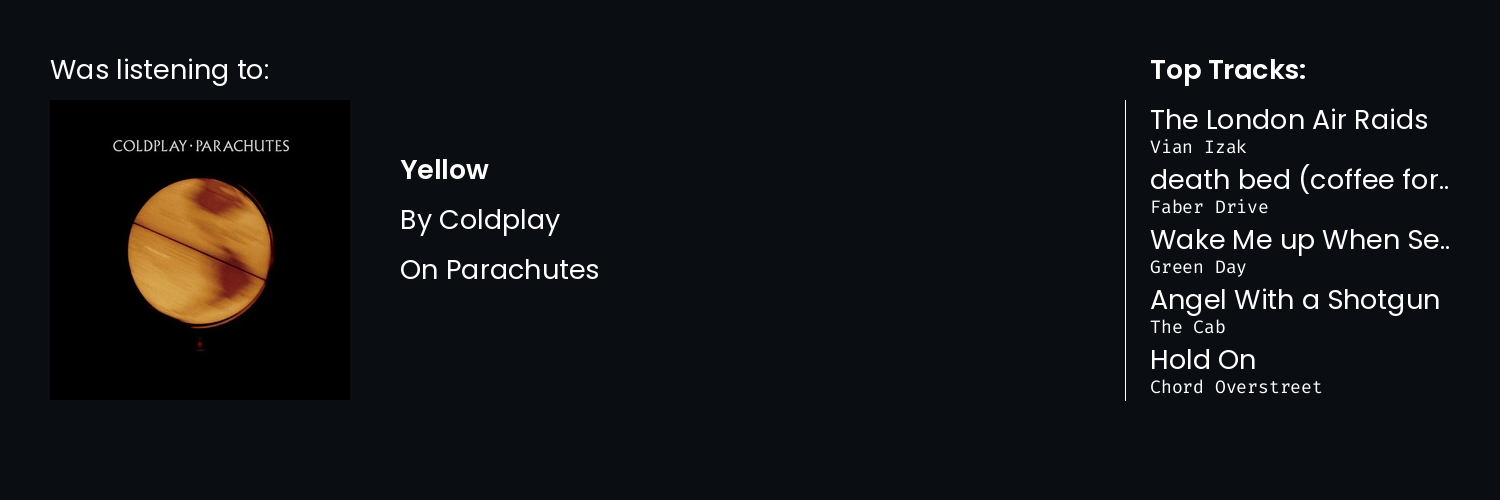 Was listening to:
COLDPLAY · PARACHUTES
Yellow
By Coldplay
On Parachutes
Top Tracks:
The London Air Raids
Vian Izak
death bed (coffee for..
Faber Drive
Wake Me up When Se..
Green Day
Angel With a Shotgun
The Cab
Hold On
Chord Overstreet